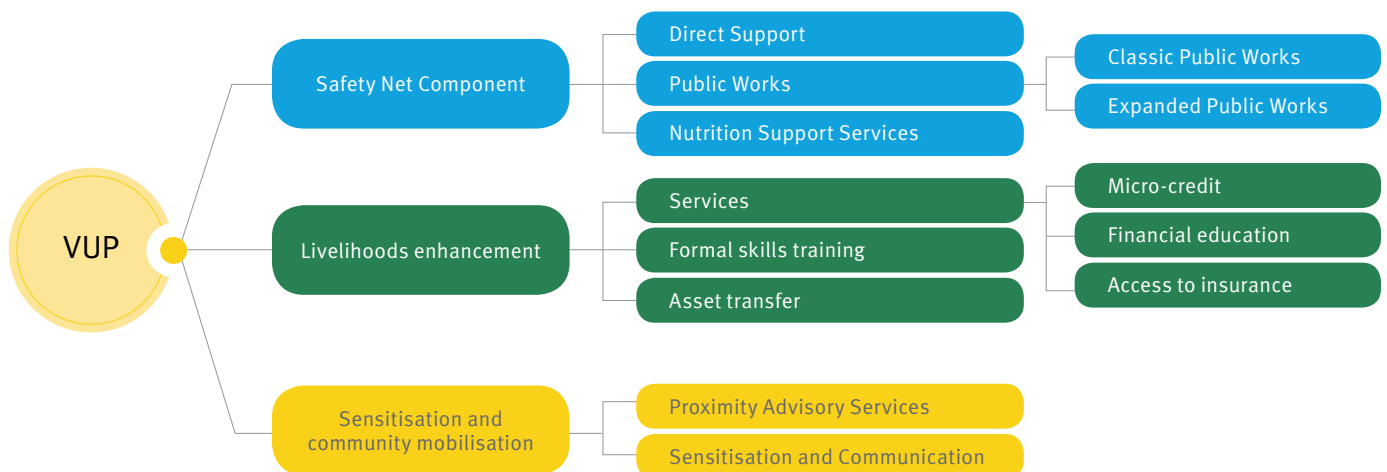 VUP
Safety Net Component
Direct Support
Public Works
Nutrition Support Services
Classic Public Works
Expanded Public Works
Livelihoods enhancement
Services
Formal skills training
Asset transfer
Micro-credit
Financial education
Access to insurance
Sensitisation and
community mobilisation
Proximity Advisory Services
Sensitisation and Communication